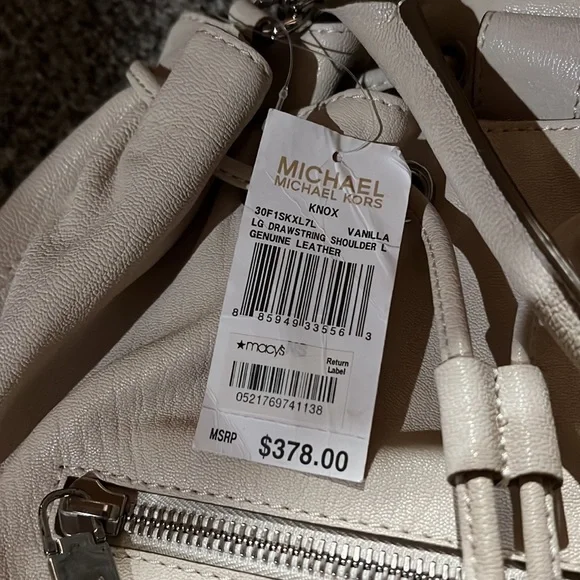 MICHAEL
MICHAEL KORS
KNOX
30F1SKXL7L VANILLA
LG DRAWSTRING SHOULDER L
GENUINE LEATHER
8 85949 33556 3
★macy's
Return
Label
0521769741138
MSRP $378.00